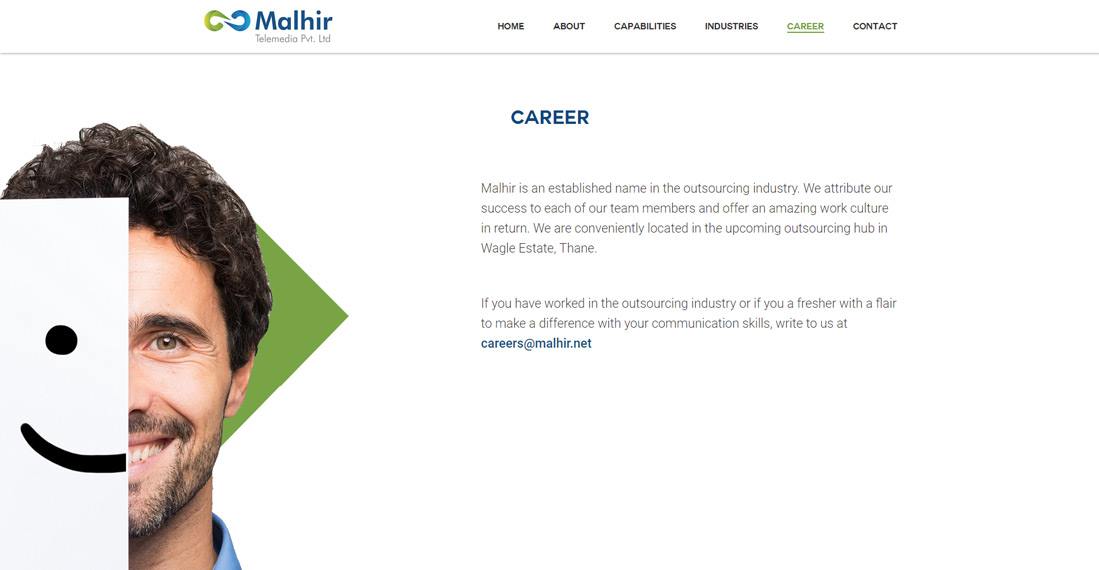 Malhir
Telemedia Pvt. Ltd
HOME ABOUT CAPABILITIES INDUSTRIES CAREER CONTACT
CAREER
Malhir is an established name in the outsourcing industry. We attribute our
success to each of our team members and offer an amazing work culture
in return. We are conveniently located in the upcoming outsourcing hub in
Wagle Estate, Thane.
If you have worked in the outsourcing industry or if you a fresher with a flair
to make a difference with your communication skills, write to us at
careers@malhir.net